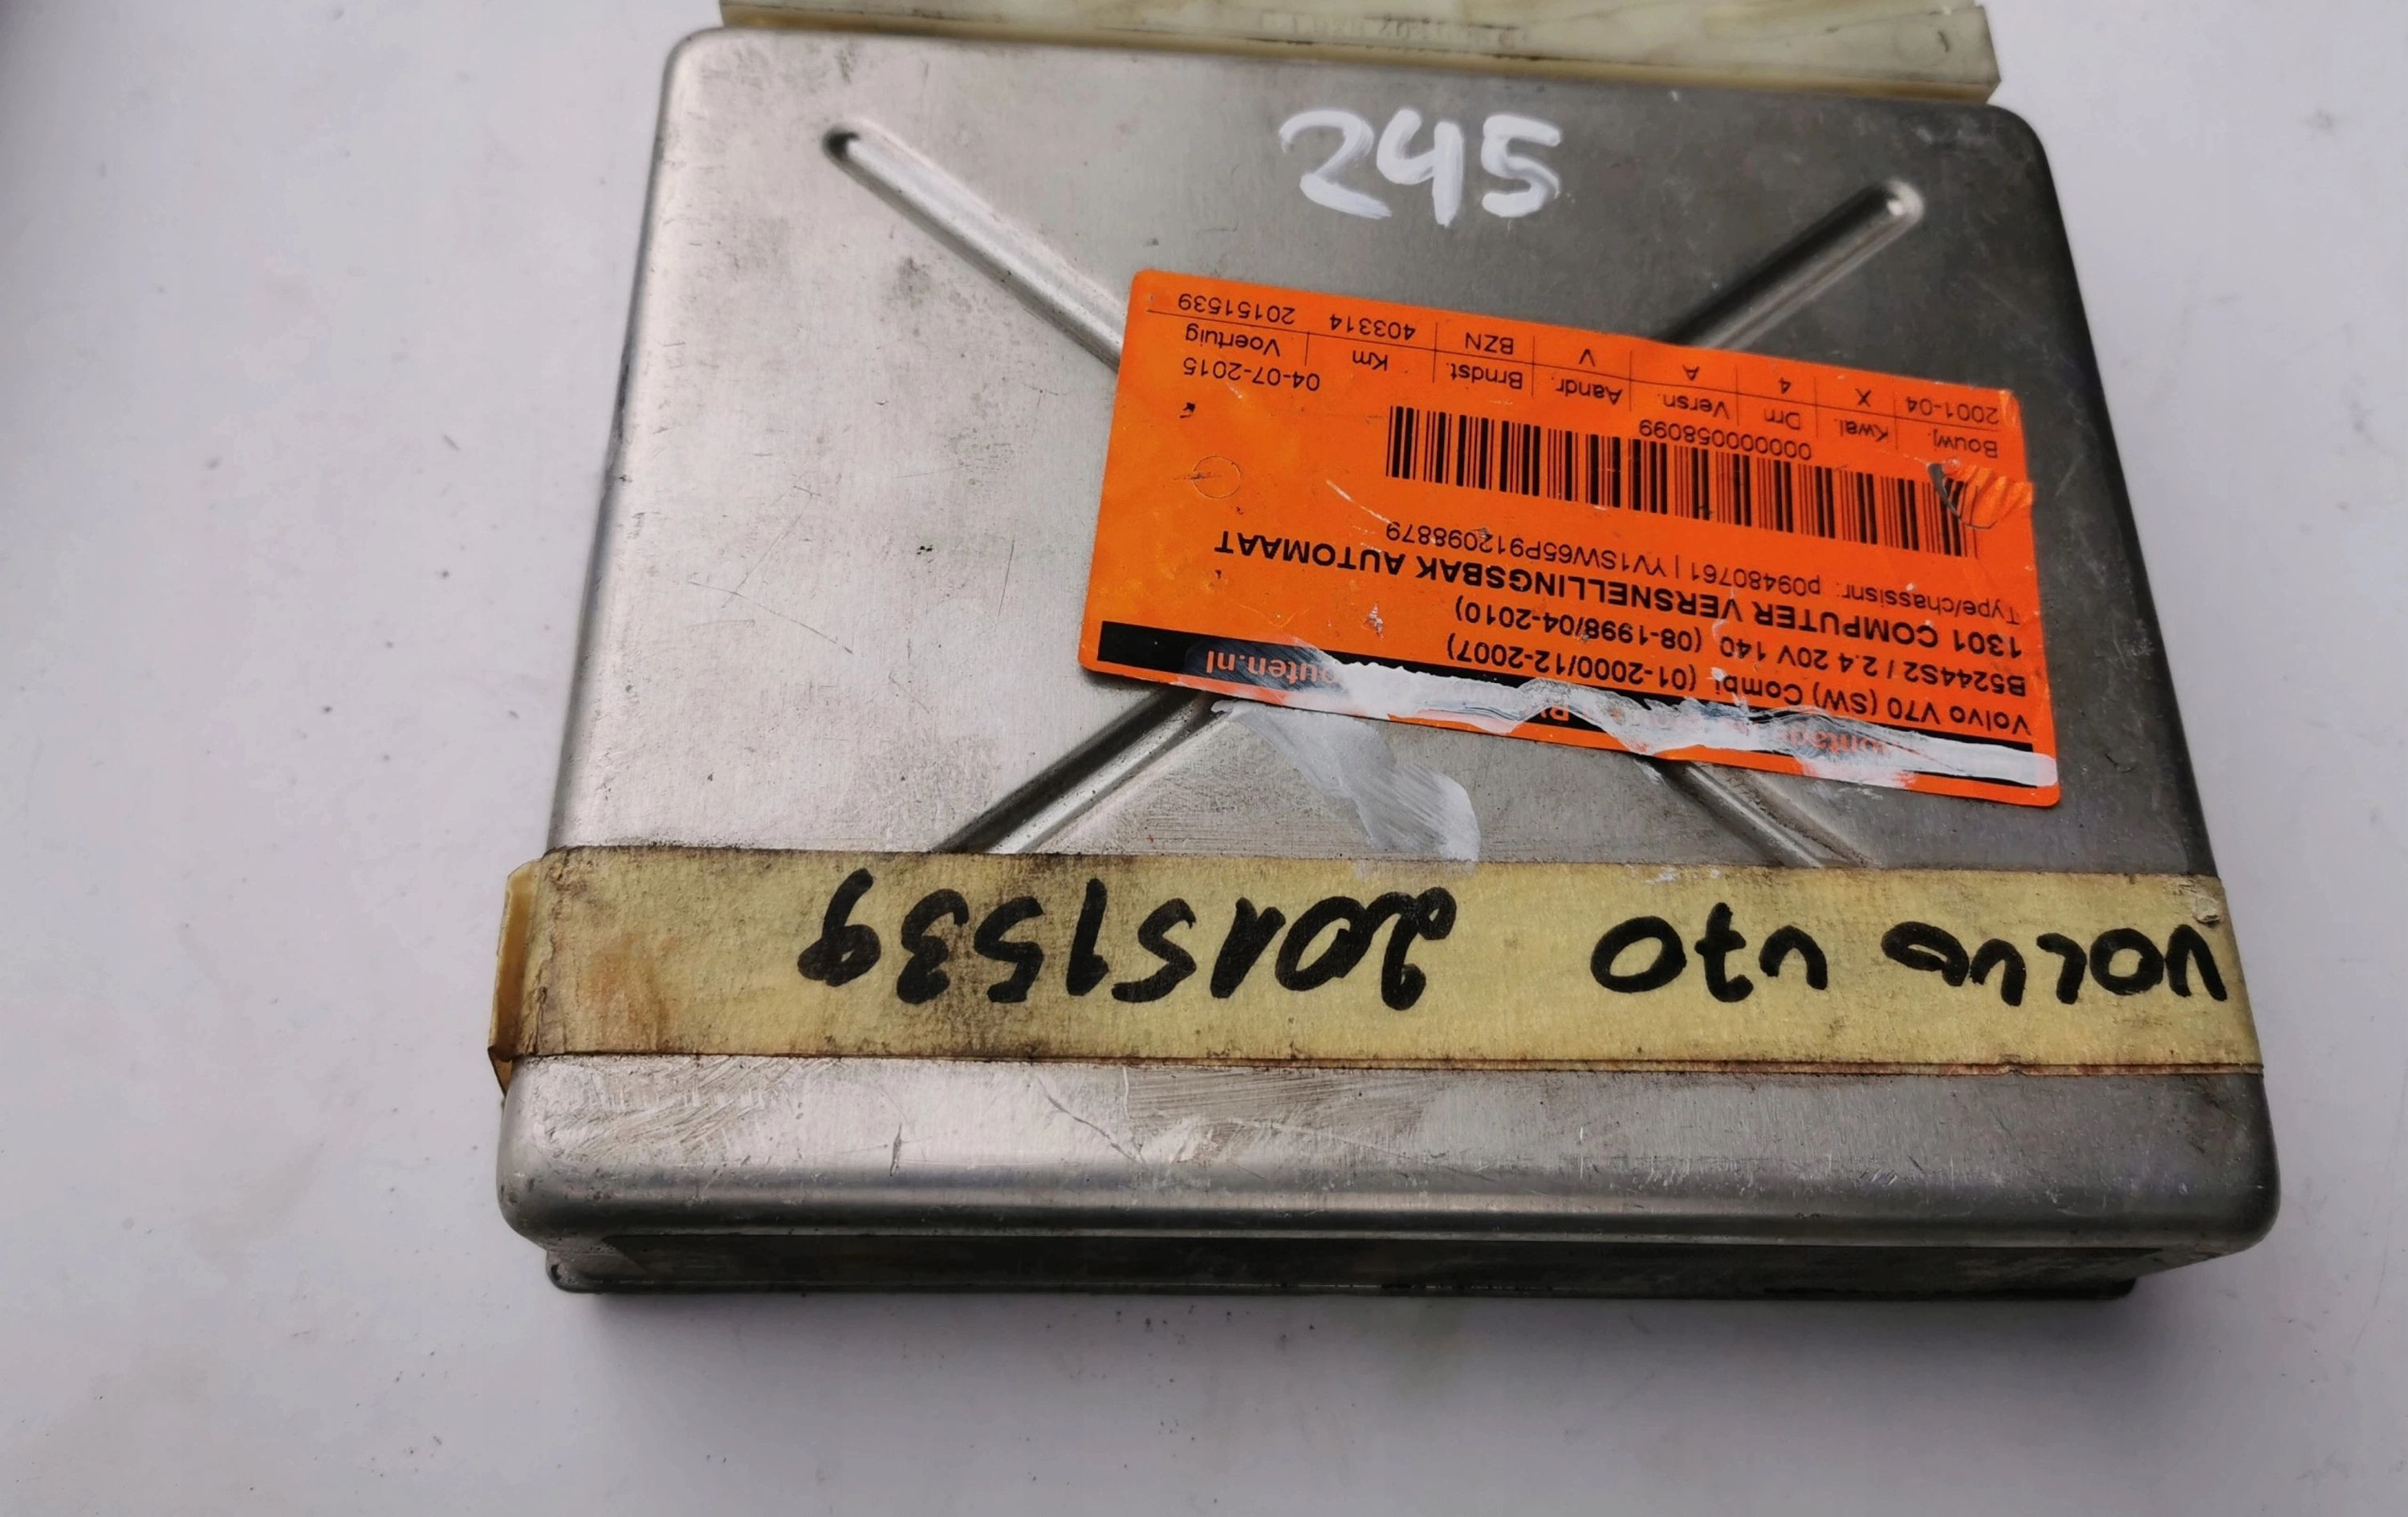 245
Volvo V70 (SW) Combi (01-2000/12-2007)
B5244S2 / 2.4 20V 140 (08-1998/04-2010)
1301 COMPUTER VERSNELLINGSBAK AUTOMAAT
Type/chassisnr: p09480761 | YV1SW65P912098879
00000058099
04-07-2015
Bouwj. Kwal. Drn Versn. Aandr. Brndst. Km Voertuig
2001-04 X 4 A V BZN 403314 20151539
VOLVO V70 20151539